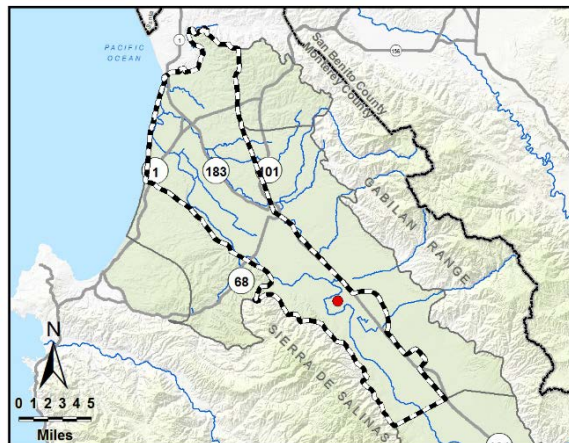 1
PACIFIC
OCEAN
156
San Benito County
Monterey County
1
183
101
GABILAN RANGE
68
SIERRA DE SALINAS
N
0 1 2 3 4 5
Miles